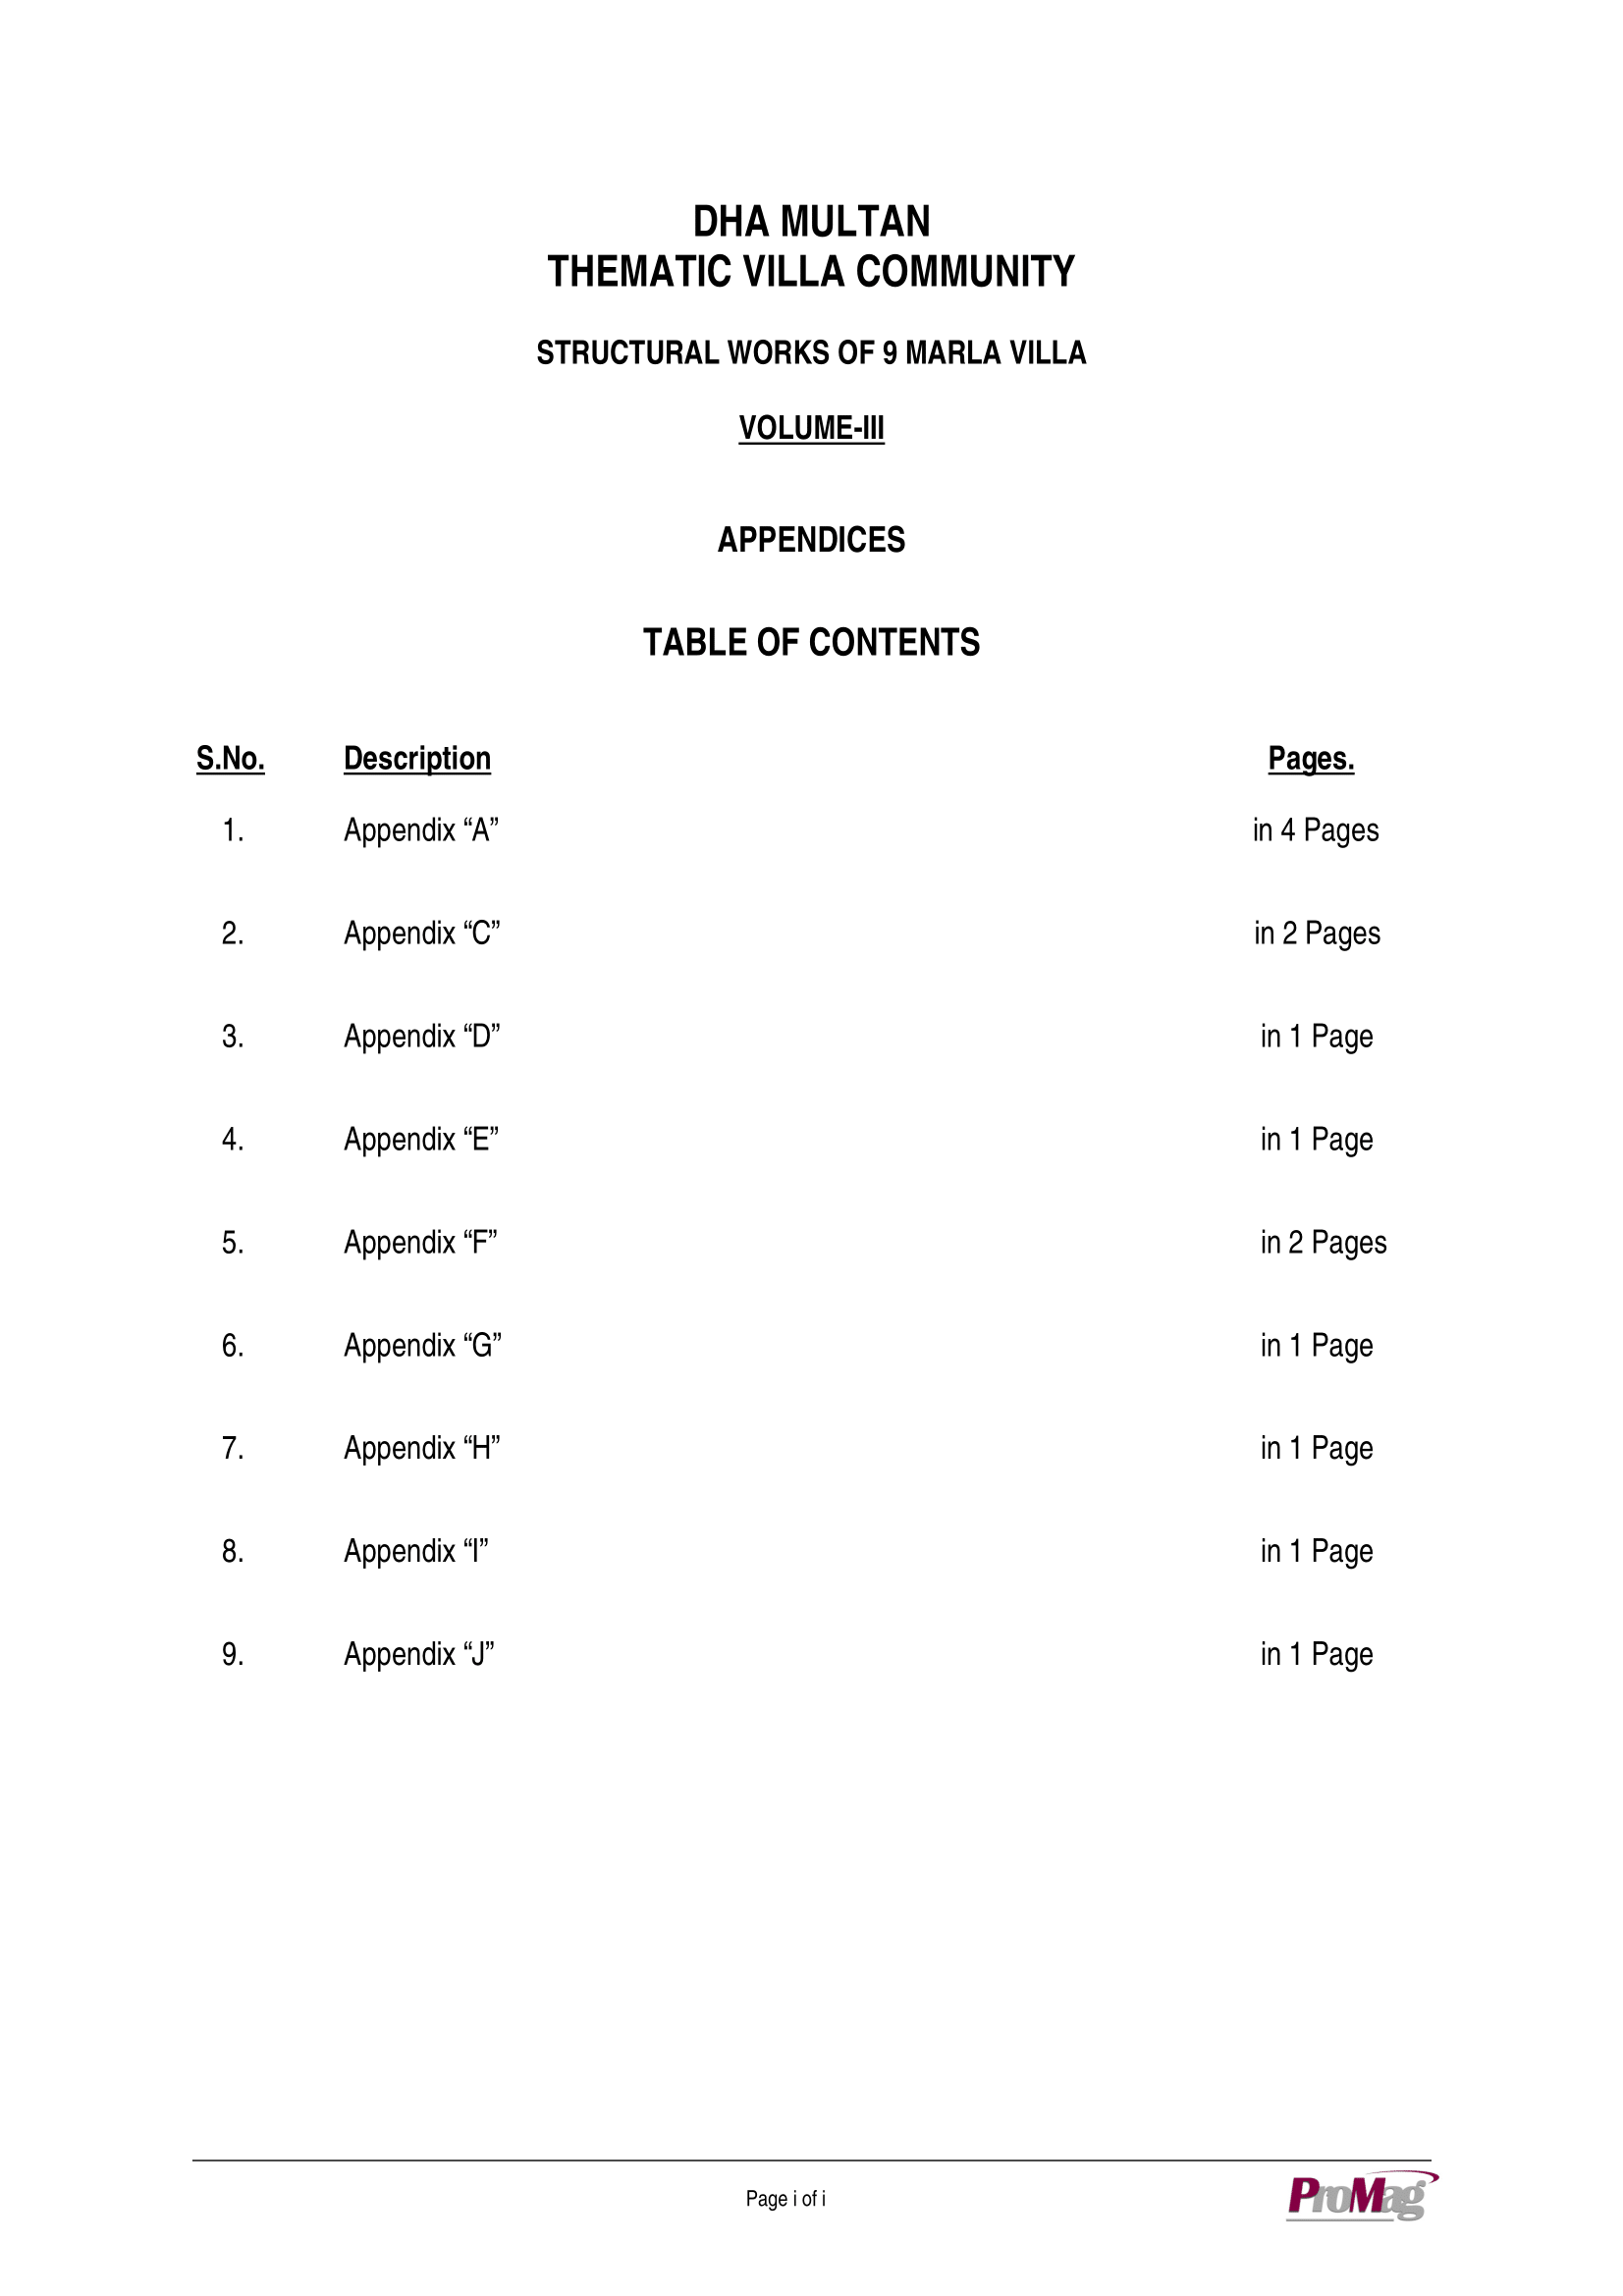 DHA MULTAN
THEMATIC VILLA COMMUNITY
STRUCTURAL WORKS OF 9 MARLA VILLA
VOLUME-III
APPENDICES
TABLE OF CONTENTS
S.No. Description Pages.
1. Appendix “A” in 4 Pages
2. Appendix “C” in 2 Pages
3. Appendix “D” in 1 Page
4. Appendix “E” in 1 Page
5. Appendix “F” in 2 Pages
6. Appendix “G” in 1 Page
7. Appendix “H” in 1 Page
8. Appendix “I” in 1 Page
9. Appendix “J” in 1 Page
Page i of i
ProMag